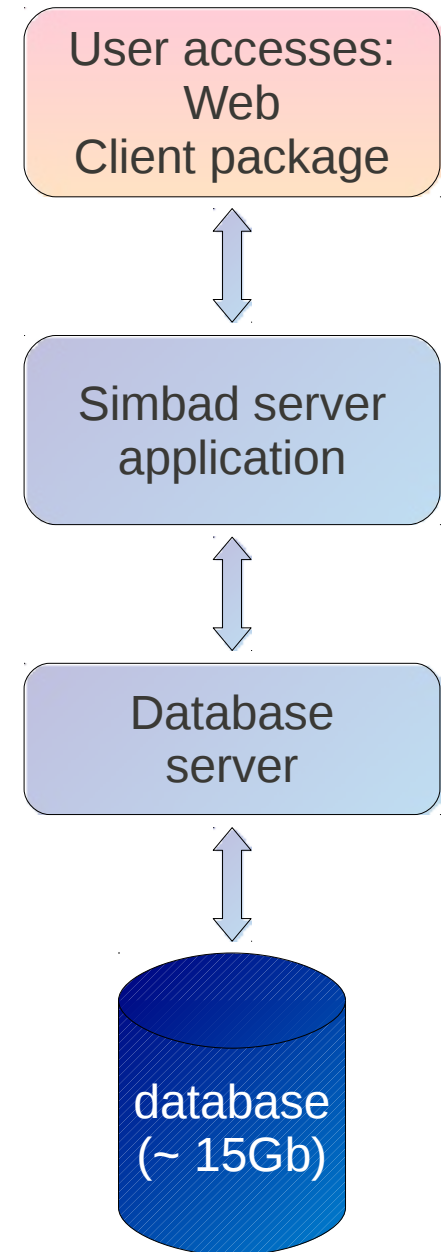 User accesses:
Web
Client package
Simbad server
application
Database
server
database
(~ 15Gb)